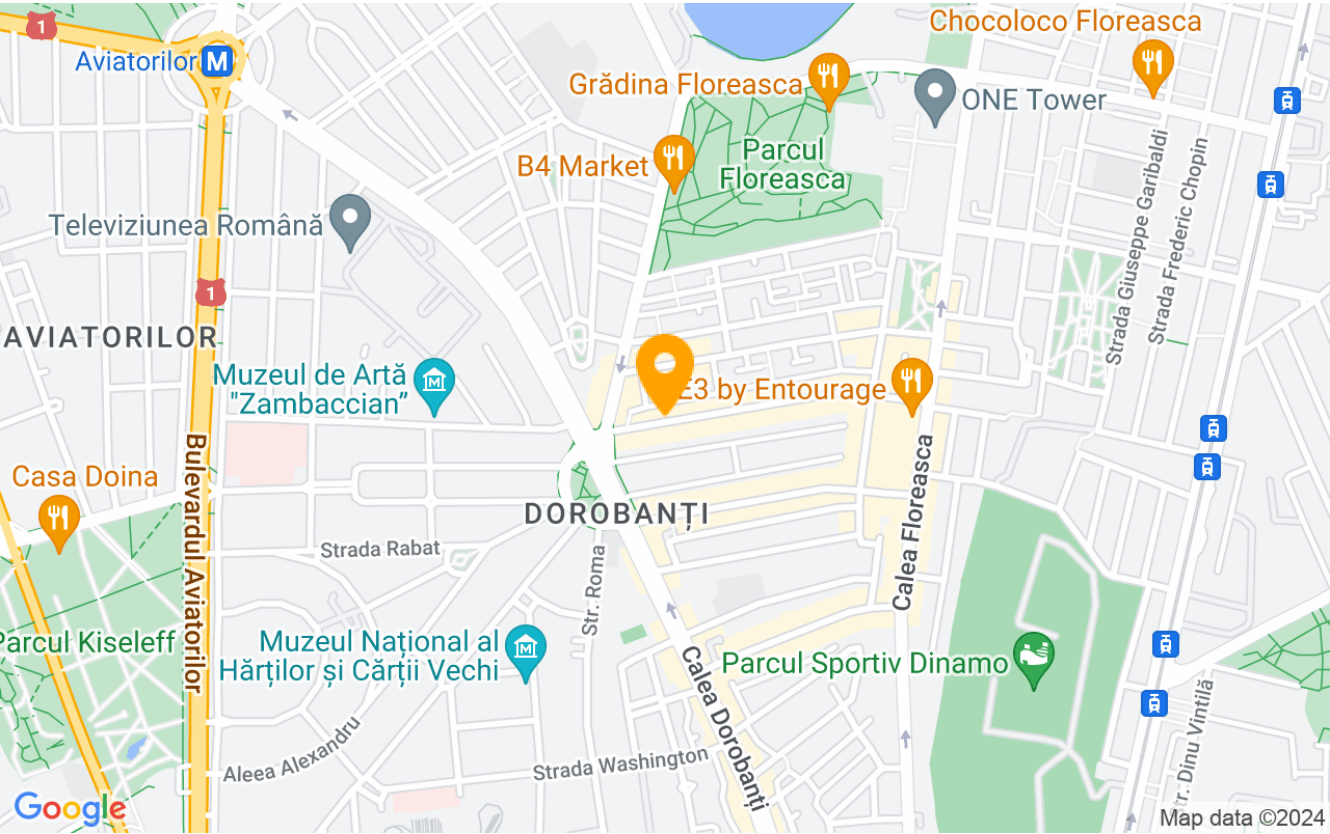 1
Chocoloco Floreasca
Aviatorilor M
Grădina Floreasca
ONE Tower
B4 Market
Parcul
Floreasca
Strada Giuseppe Garibaldi
Strada Frederic Chopin
Televiziunea Română
1
AVIATORILOR
Muzeul de Artă
"Zambaccian”
E3 by Entourage
Bulevardul Aviatorilor
Casa Doina
Calea Floreasca
DOROBANȚI
Strada Rabat
Str. Roma
Parcul Kiseleff
Muzeul Național al
Hărților și Cărții Vechi
Parcul Sportiv Dinamo
Calea Dorobanți
Str. Dinu Vintilă
Aleea Alexandru
Strada Washington
Google
Map data ©2024